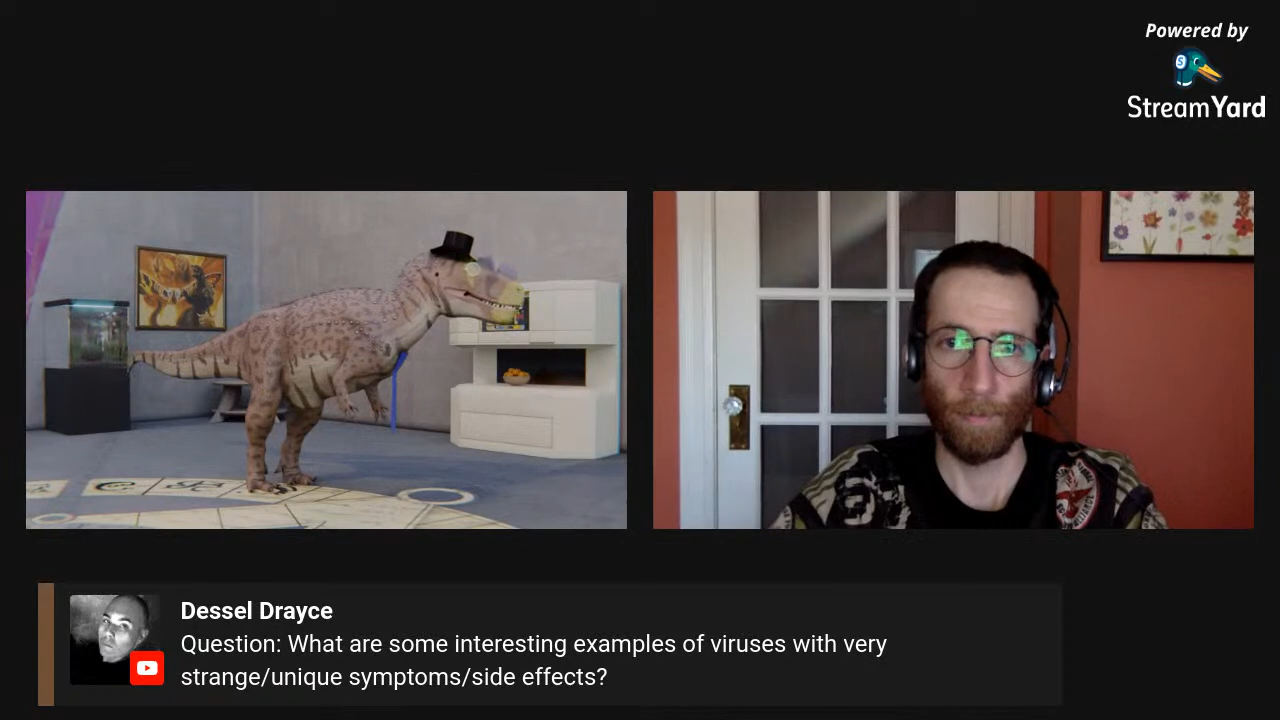 Powered by
S
StreamYard
Dessel Drayce
Question: What are some interesting examples of viruses with very
strange/unique symptoms/side effects?